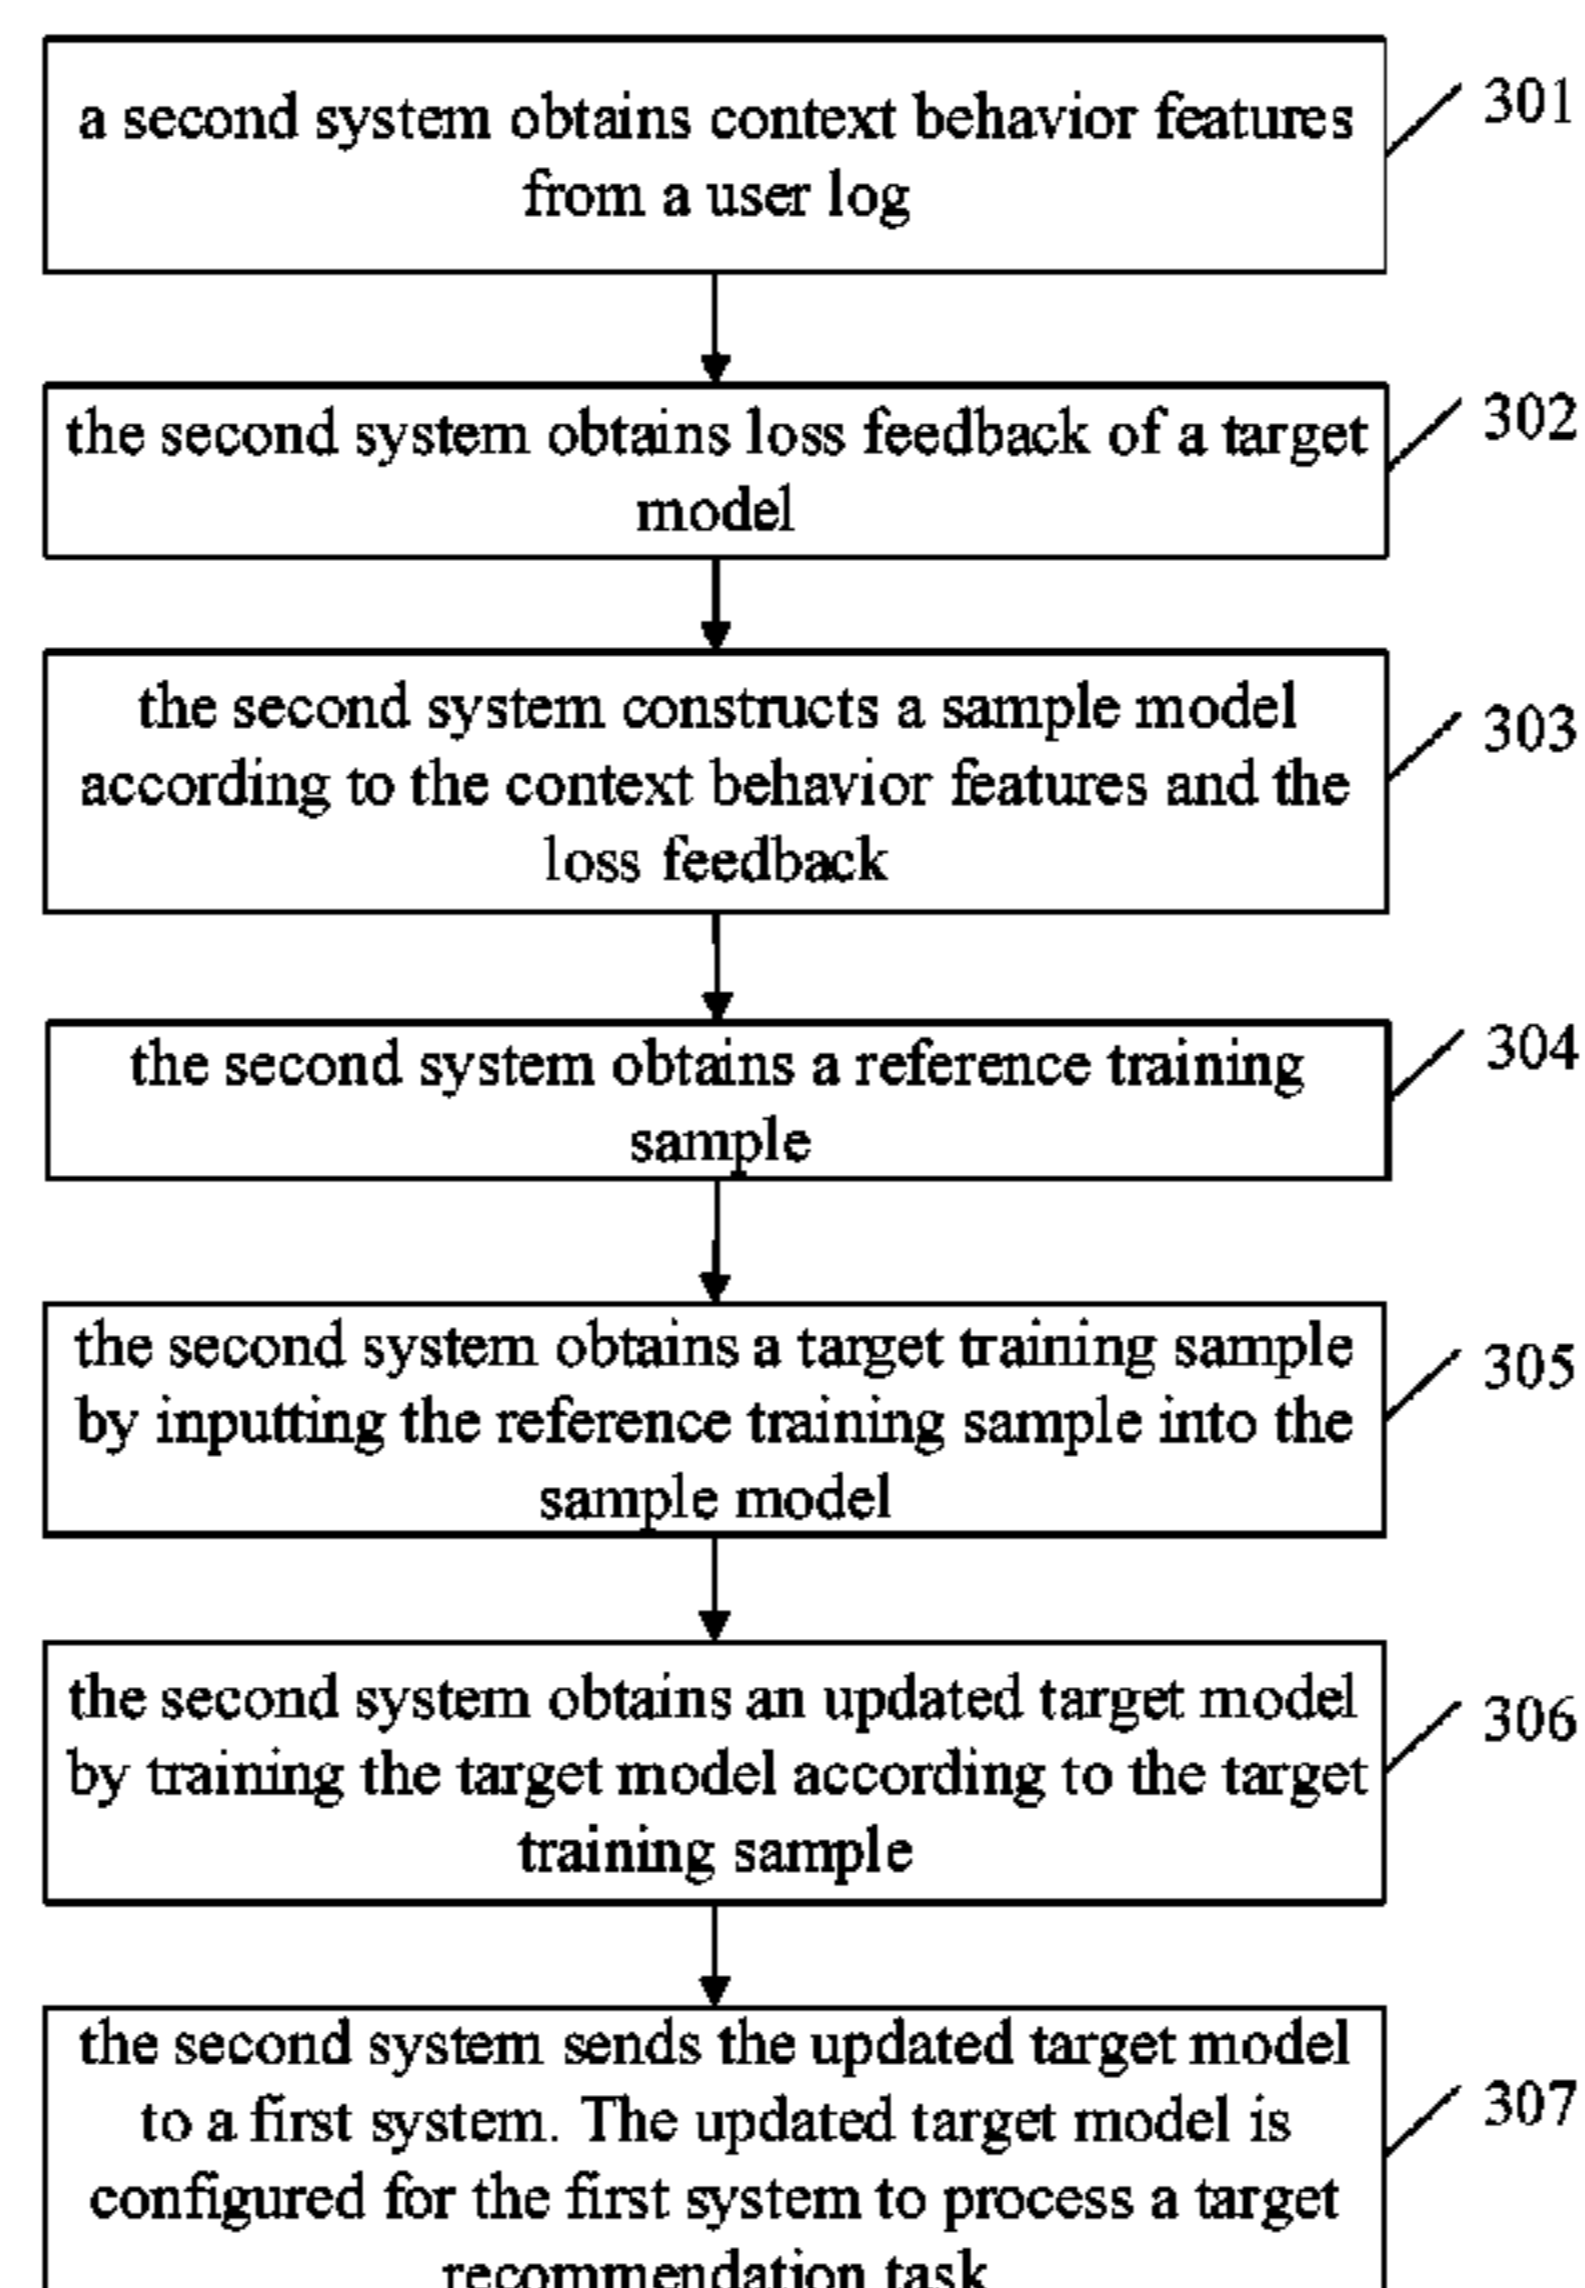 a second system obtains context behavior features
from a user log
301
the second system obtains loss feedback of a target
model
302
the second system constructs a sample model
according to the context behavior features and the
loss feedback
303
the second system obtains a reference training
sample
304
the second system obtains a target training sample
by inputting the reference training sample into the
sample model
305
the second system obtains an updated target model
by training the target model according to the target
training sample
306
the second system sends the updated target model
to a first system. The updated target model is
configured for the first system to process a target
recommendation task
307